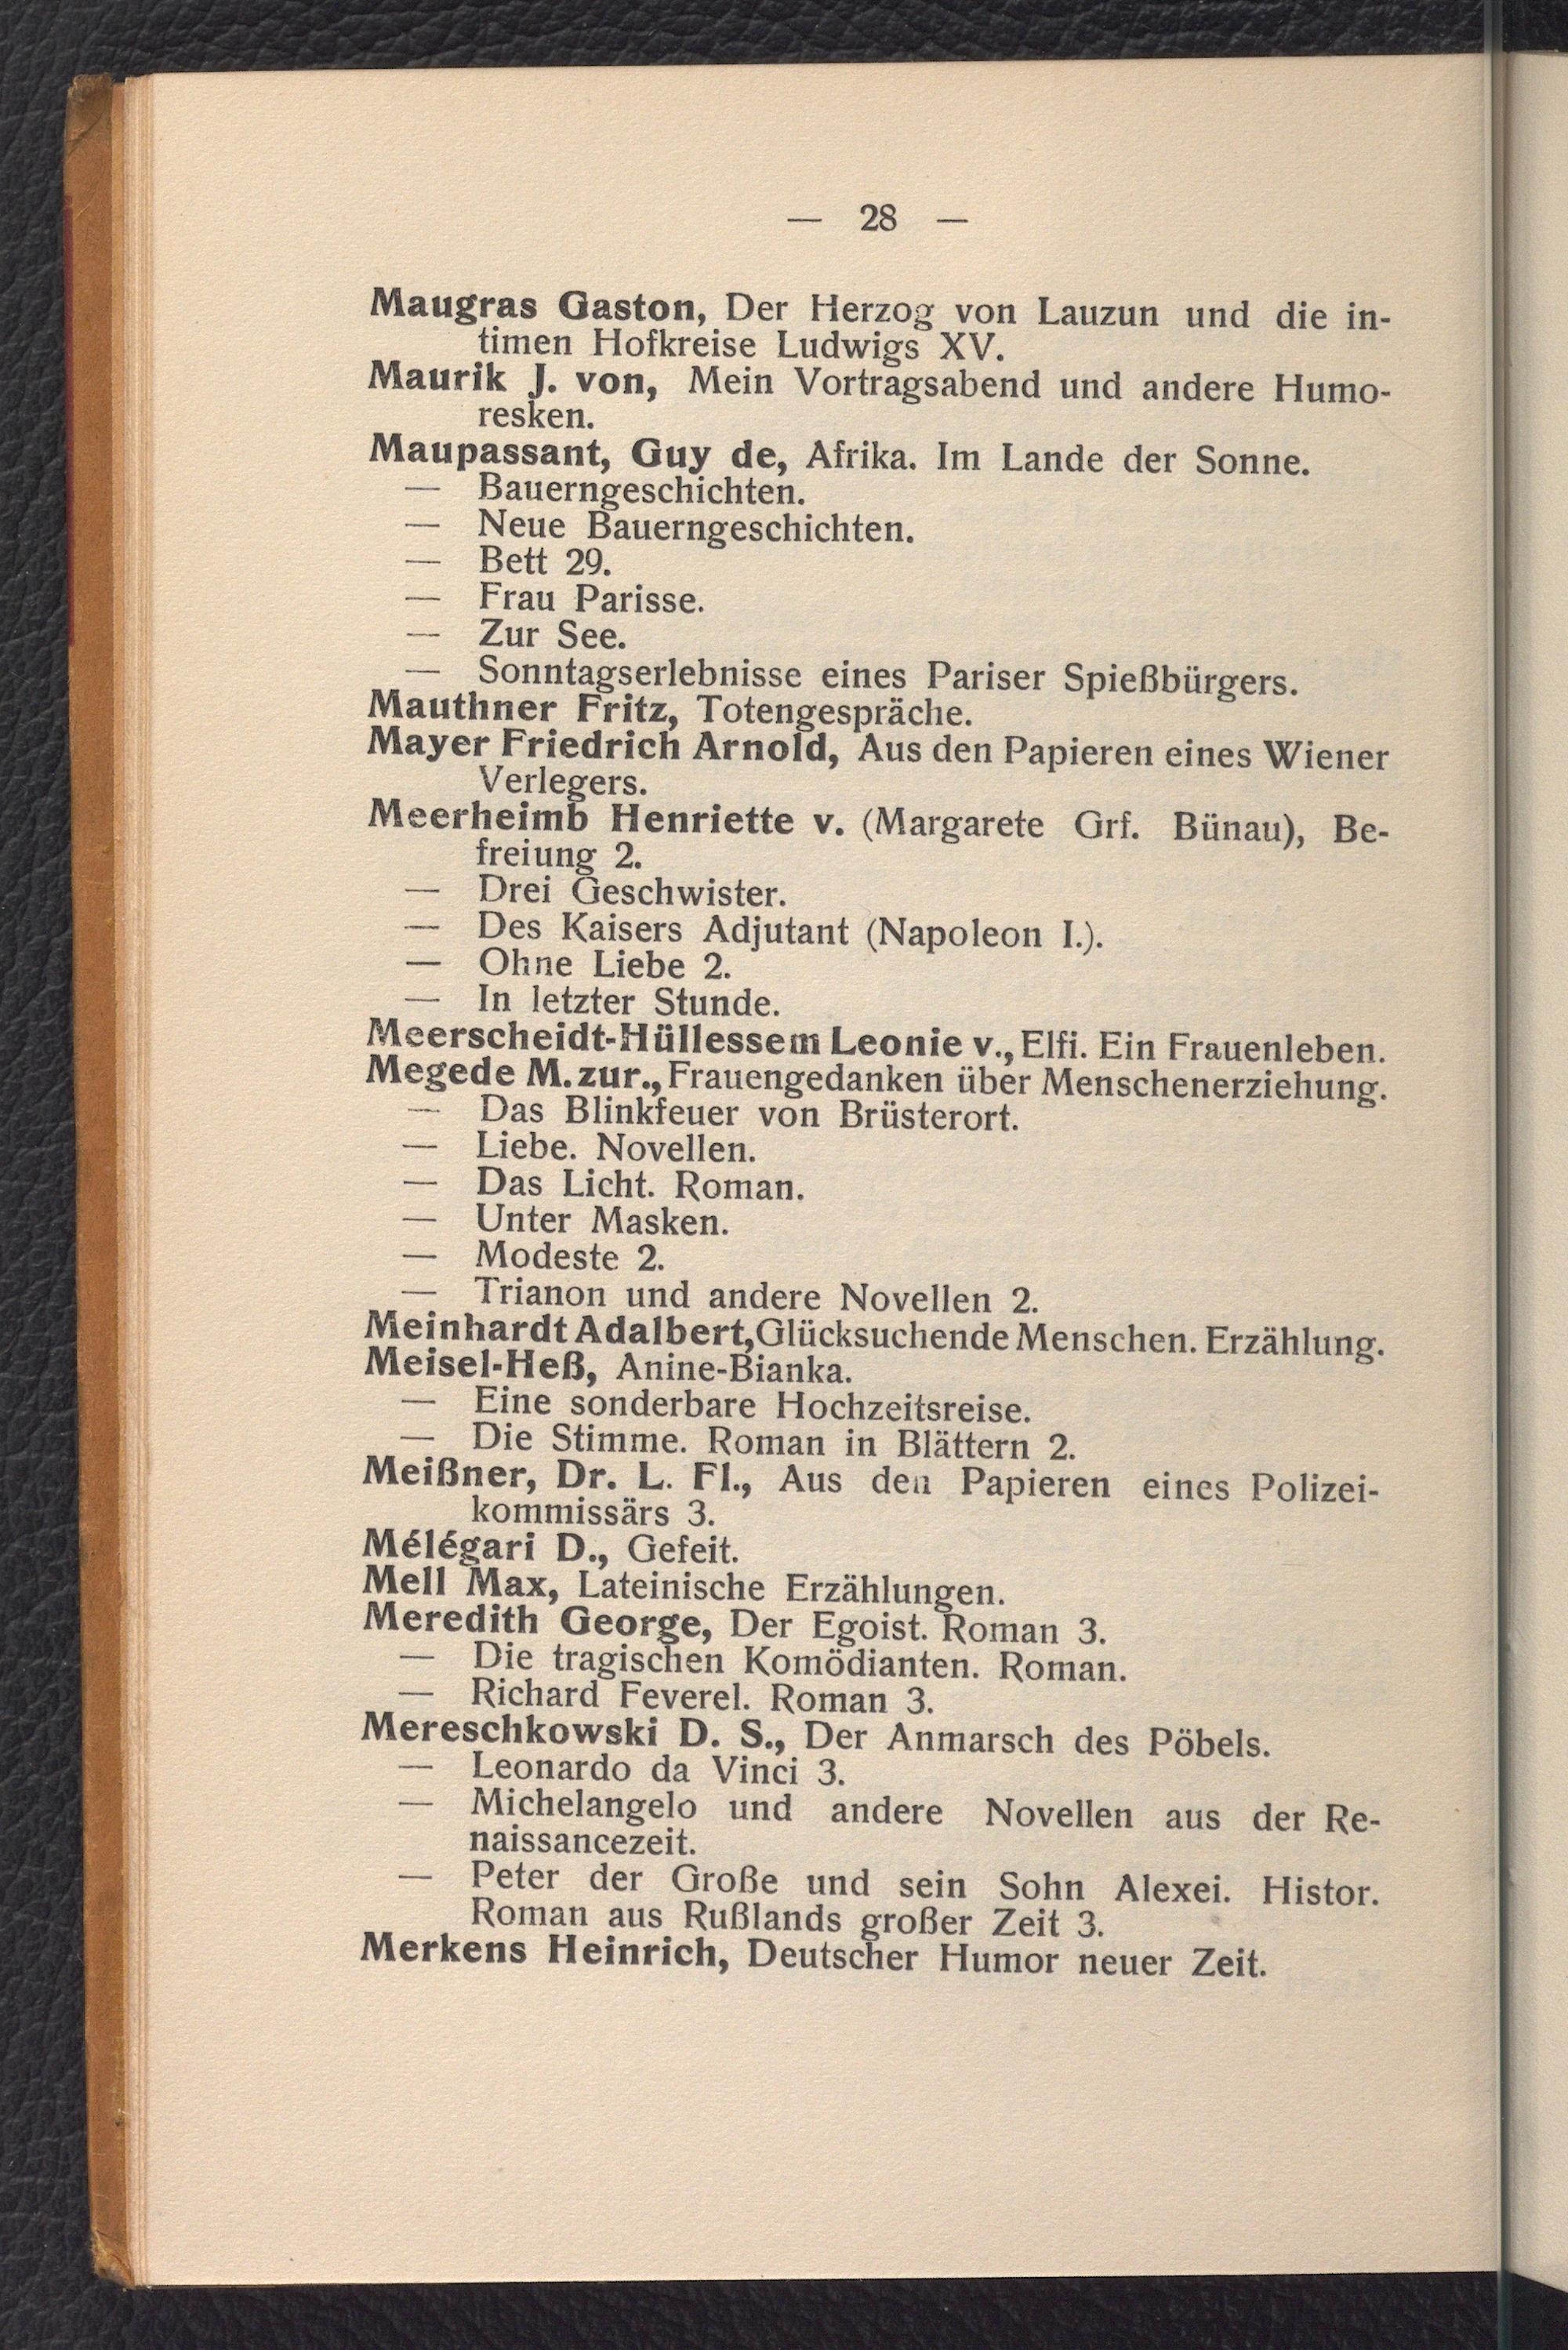 — 28 —
Maugras Gaston, Der Herzog von Lauzun und die in-
timen Hofkreise Ludwigs XV.
Maurik J. von, Mein Vortragsabend und andere Humo-
resken.
Maupassant, Guy de, Afrika. Im Lande der Sonne.
— Bauerngeschichten.
— Neue Bauerngeschichten.
— Bett 29.
— Frau Parisse.
— Zur See.
— Sonntagserlebnisse eines Pariser Spießbürgers.
Mauthner Fritz, Totengespräche.
Mayer Friedrich Arnold, Aus den Papieren eines Wiener
Verlegers.
Meerheimb Henriette v. (Margarete Grf. Bünau), Be-
freiung 2.
— Drei Geschwister.
— Des Kaisers Adjutant (Napoleon I.).
— Ohne Liebe 2.
— In letzter Stunde.
Meerscheidt-Hüllessem Leonie v., Elfi. Ein Frauenleben.
Megede M. zur., Frauengedanken über Menschenerziehung.
— Das Blinkfeuer von Brüsterort.
— Liebe. Novellen.
— Das Licht. Roman.
— Unter Masken.
— Modeste 2.
— Trianon und andere Novellen 2.
Meinhardt Adalbert, Glücksuchende Menschen. Erzählung.
Meisel-Heß, Anine-Bianka.
— Eine sonderbare Hochzeitsreise.
— Die Stimme. Roman in Blättern 2.
Meißner, Dr. L. Fl., Aus den Papieren eines Polizei-
kommissärs 3.
Mélégari D., Gefeit.
Mell Max, Lateinische Erzählungen.
Meredith George, Der Egoist. Roman 3.
— Die tragischen Komödianten. Roman.
— Richard Feverel. Roman 3.
Mereschkowski D. S., Der Anmarsch des Pöbels.
— Leonardo da Vinci 3.
— Michelangelo und andere Novellen aus der Re-
naissancezeit.
— Peter der Große und sein Sohn Alexei. Histor.
Roman aus Rußlands großer Zeit 3.
Merkens Heinrich, Deutscher Humor neuer Zeit.